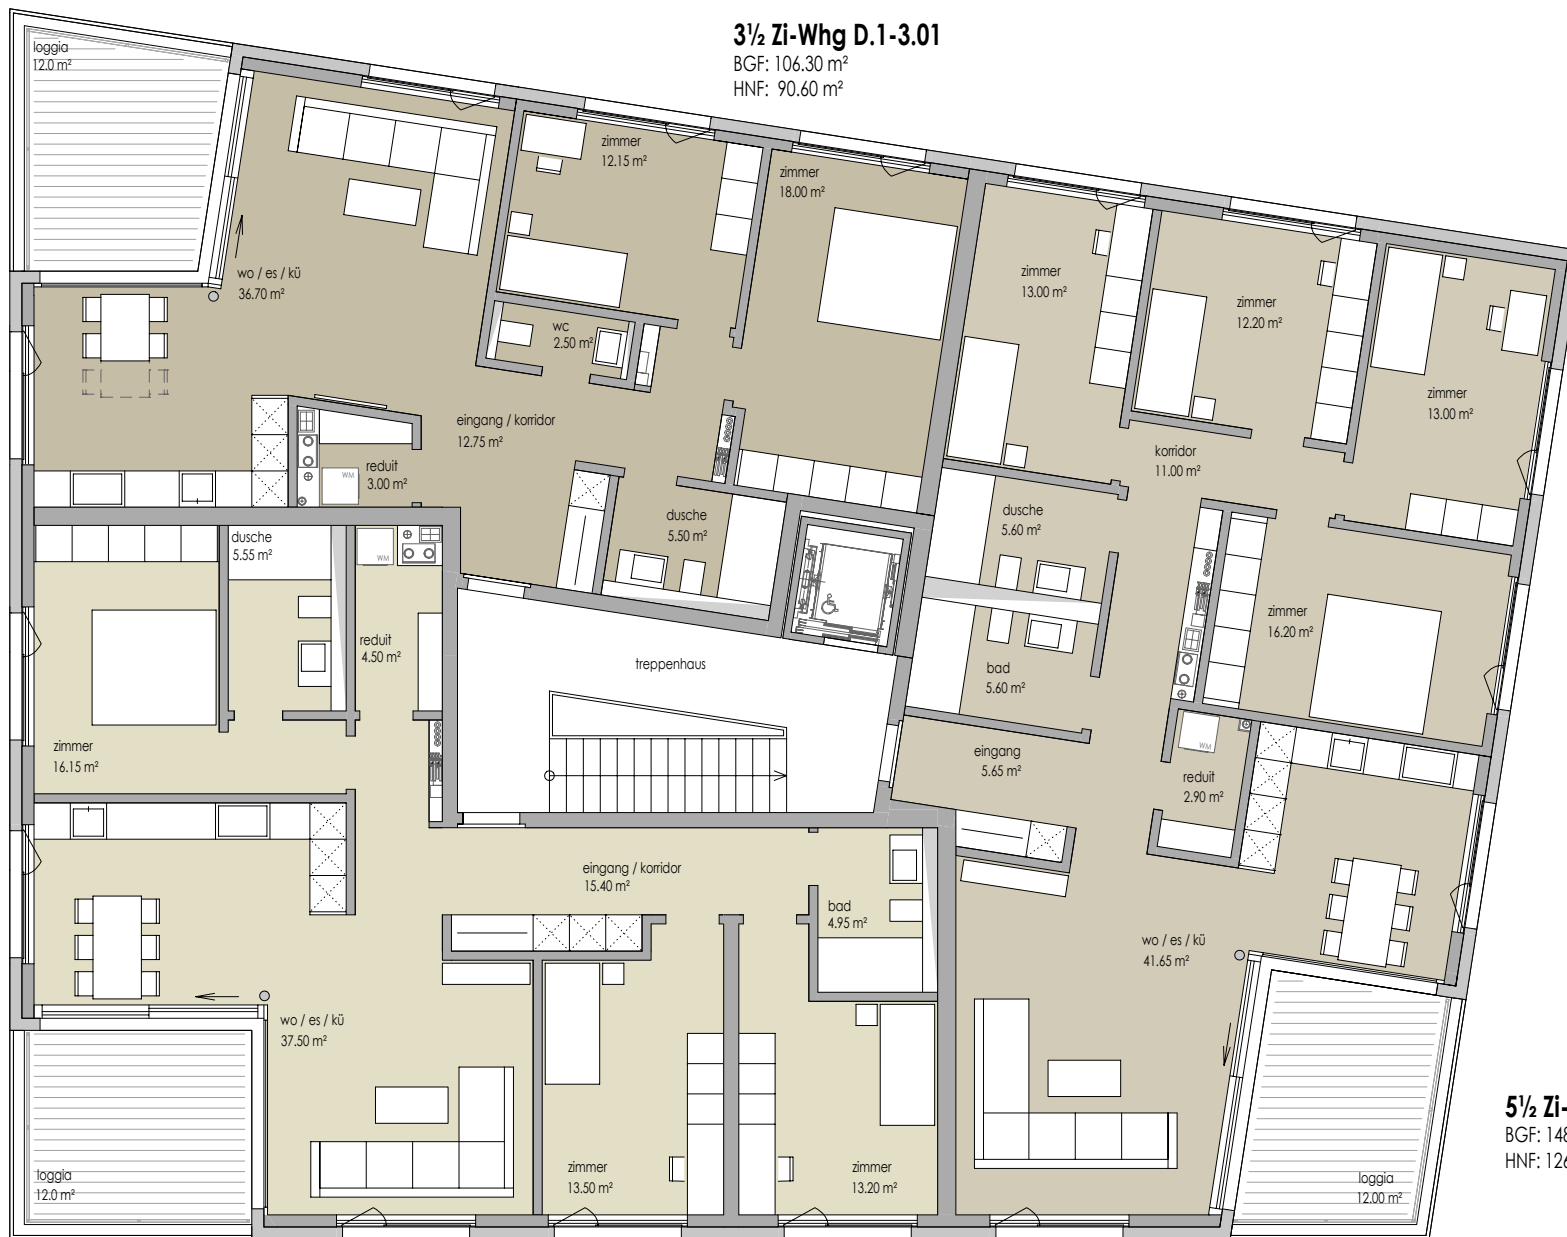 3½ Zi-Whg D.1-3.01
BGF: 106.30 m²
HNF: 90.60 m²
loggia
12.0 m²
wo / es / kü
36.70 m²
zimmer
12.15 m²
zimmer
18.00 m²
wc
2.50 m²
eingang / korridor
12.75 m²
reduit
3.00 m²
WM
dusche
5.50 m²
zimmer
13.00 m²
zimmer
12.20 m²
zimmer
13.00 m²
korridor
11.00 m²
dusche
5.60 m²
bad
5.60 m²
zimmer
16.20 m²
eingang
5.65 m²
WM
reduit
2.90 m²
wo / es / kü
41.65 m²
loggia
12.00 m²
5½ Zi-
BGF: 148
HNF: 126
treppenhaus
dusche
5.55 m²
WM
reduit
4.50 m²
zimmer
16.15 m²
eingang / korridor
15.40 m²
bad
4.95 m²
wo / es / kü
37.50 m²
loggia
12.0 m²
zimmer
13.50 m²
zimmer
13.20 m²